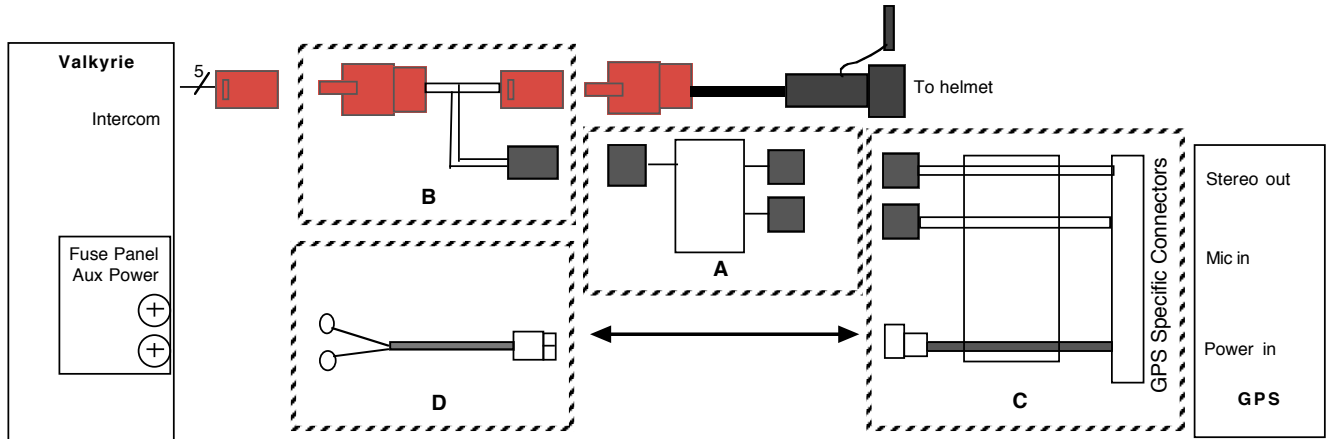 Valkyrie
5
Intercom
To helmet
B
A
Stereo out
Mic in
Fuse Panel
Aux Power
GPS Specific Connectors
Power in
D
C
GPS